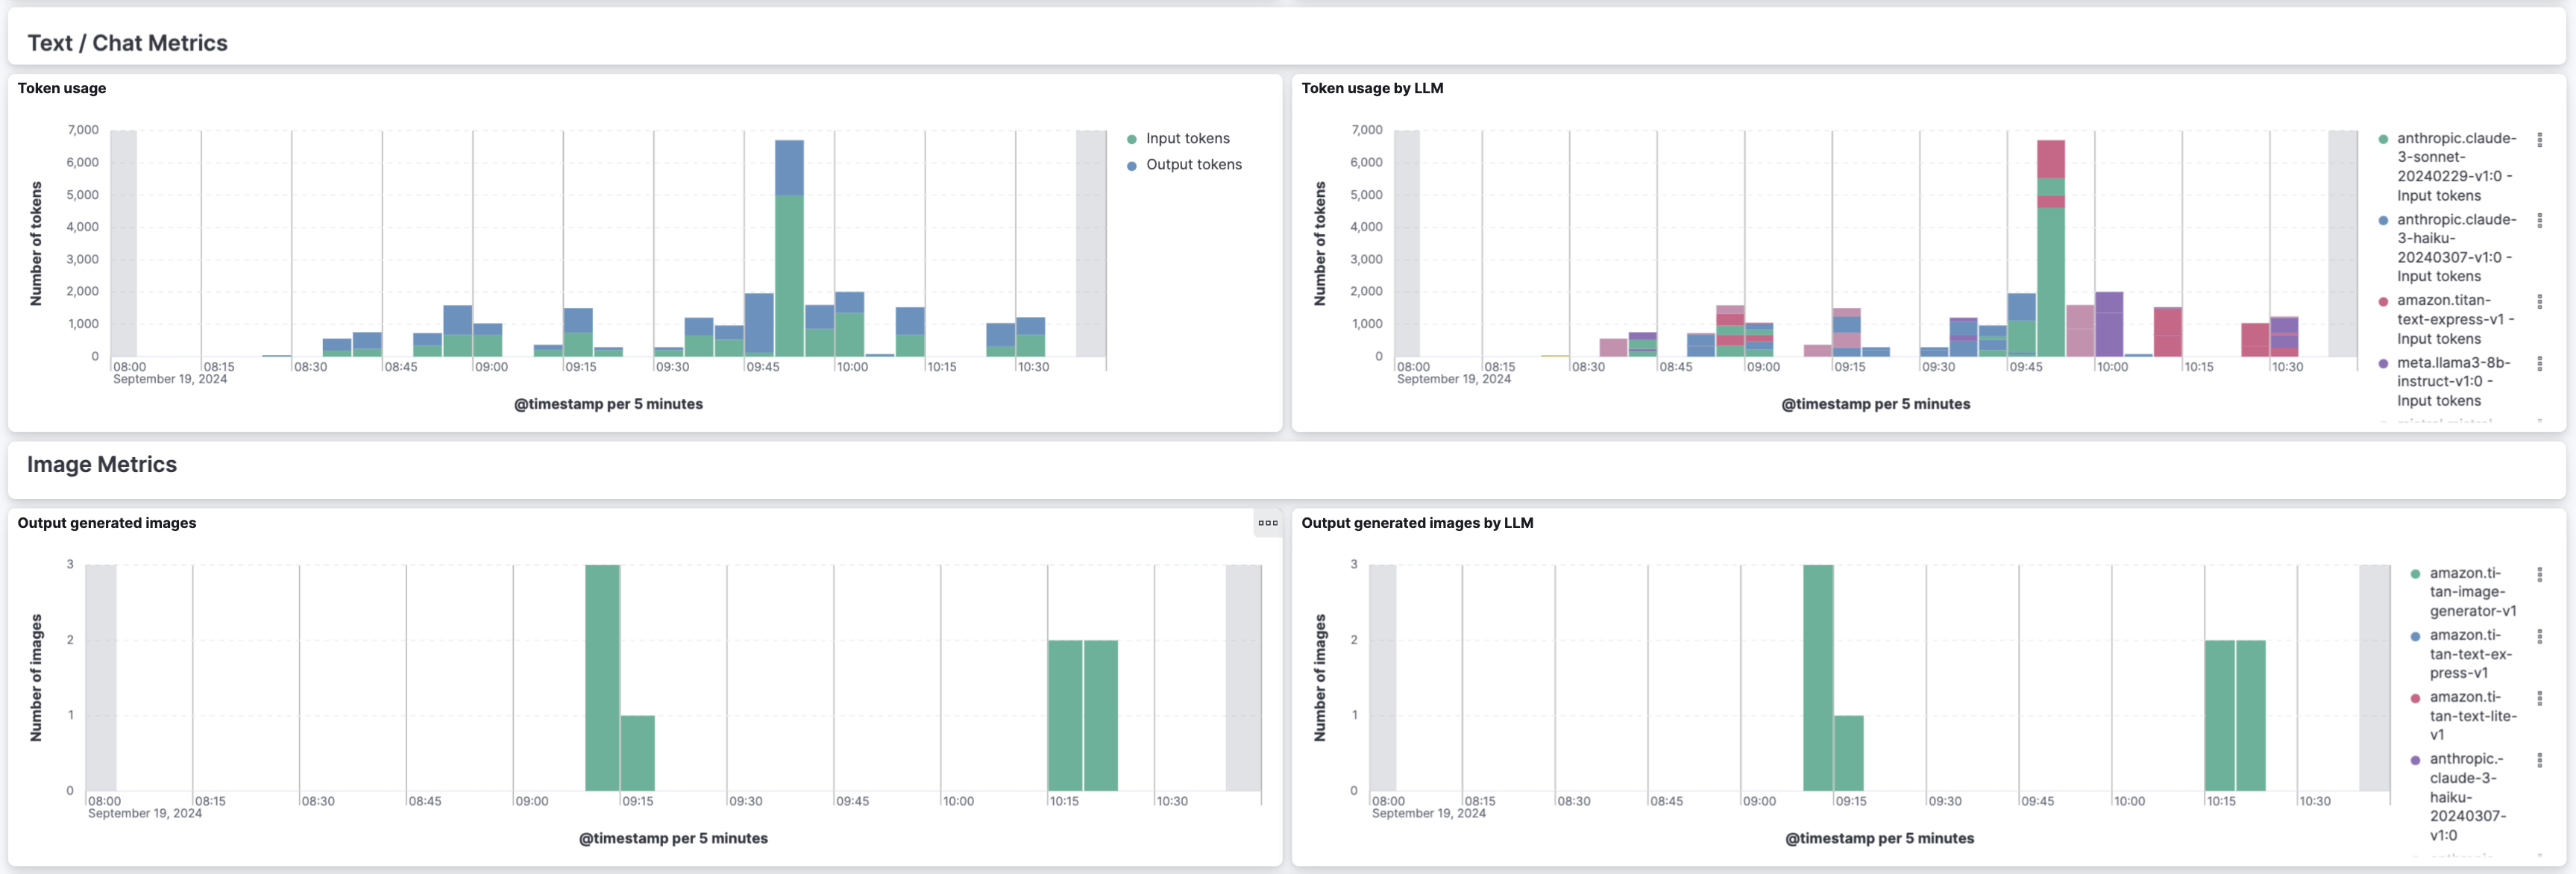 Text / Chat Metrics
Token usage
7,000
6,000
5,000
4,000
3,000
2,000
1,000
0
Number of tokens
08:00
08:15
08:30
08:45
09:00
09:15
09:30
09:45
10:00
10:15
10:30
September 19, 2024
@timestamp per 5 minutes
Input tokens
Output tokens
Token usage by LLM
7,000
6,000
5,000
4,000
3,000
2,000
1,000
0
Number of tokens
08:00
08:15
08:30
08:45
09:00
09:15
09:30
09:45
10:00
10:15
10:30
September 19, 2024
@timestamp per 5 minutes
anthropic.claude-
3-sonnet-
20240229-v1:0 -
Input tokens
anthropic.claude-
3-haiku-
20240307-v1:0 -
Input tokens
amazon.titan-
text-express-v1 -
Input tokens
meta.llama3-8b-
instruct-v1:0 -
Input tokens
Image Metrics
Output generated images
3
2
1
0
Number of images
08:00
08:15
08:30
08:45
09:00
09:15
09:30
09:45
10:00
10:15
10:30
September 19, 2024
@timestamp per 5 minutes
Output generated images by LLM
3
2
1
0
Number of images
08:00
08:15
08:30
08:45
09:00
09:15
09:30
09:45
10:00
10:15
10:30
September 19, 2024
@timestamp per 5 minutes
amazon.ti-
tan-image-
generator-v1
amazon.ti-
tan-text-ex-
press-v1
amazon.ti-
tan-text-lite-
v1
anthropic.-
claude-3-
haiku-
20240307-
v1:0